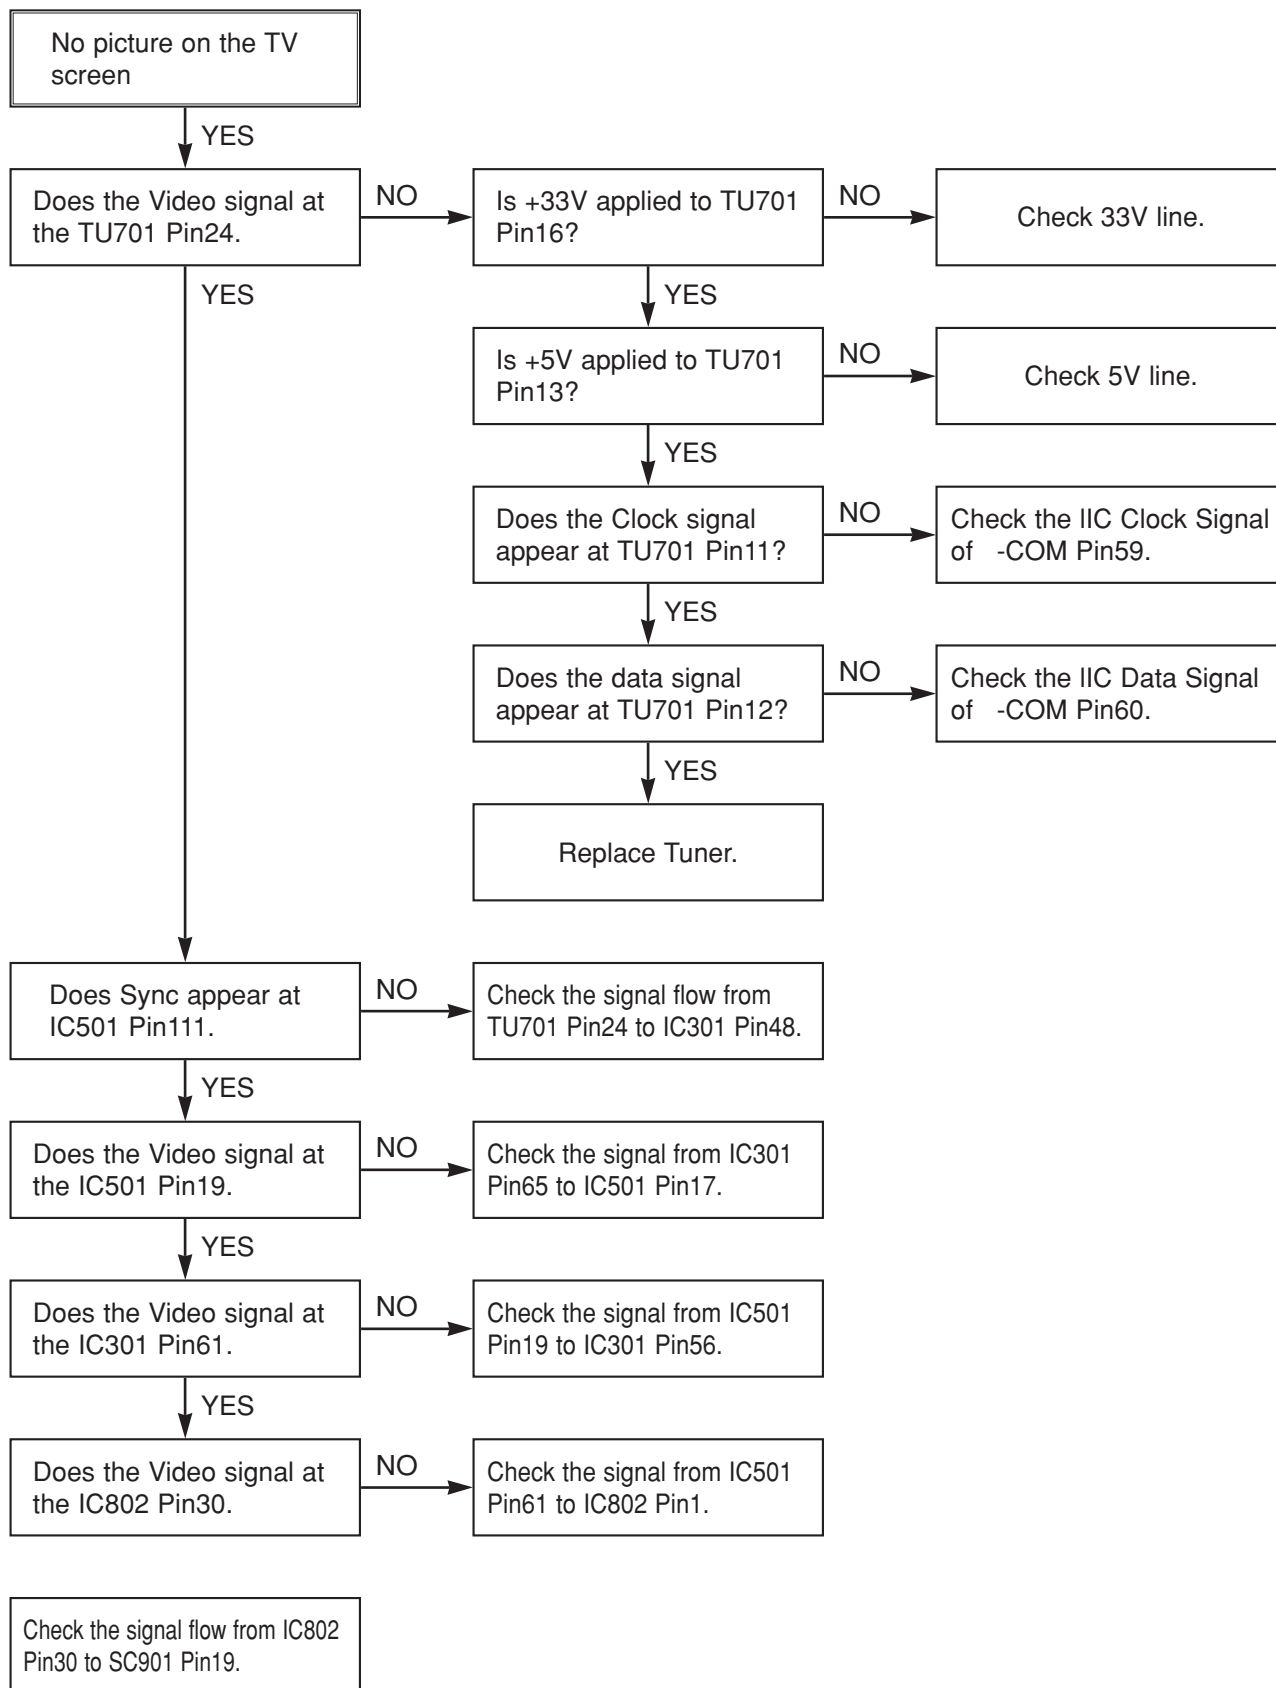 No picture on the TV
screen
YES
Does the Video signal at
the TU701 Pin24.
NO
Is +33V applied to TU701
Pin16?
NO
Check 33V line.
YES
YES
Is +5V applied to TU701
Pin13?
NO
Check 5V line.
YES
Does the Clock signal
appear at TU701 Pin11?
NO
Check the IIC Clock Signal
of -COM Pin59.
YES
Does the data signal
appear at TU701 Pin12?
NO
Check the IIC Data Signal
of -COM Pin60.
YES
Replace Tuner.
Does Sync appear at
IC501 Pin111.
NO
Check the signal flow from
TU701 Pin24 to IC301 Pin48.
YES
Does the Video signal at
the IC501 Pin19.
NO
Check the signal from IC301
Pin65 to IC501 Pin17.
YES
Does the Video signal at
the IC301 Pin61.
NO
Check the signal from IC501
Pin19 to IC301 Pin56.
YES
Does the Video signal at
the IC802 Pin30.
NO
Check the signal from IC501
Pin61 to IC802 Pin1.
Check the signal flow from IC802
Pin30 to SC901 Pin19.